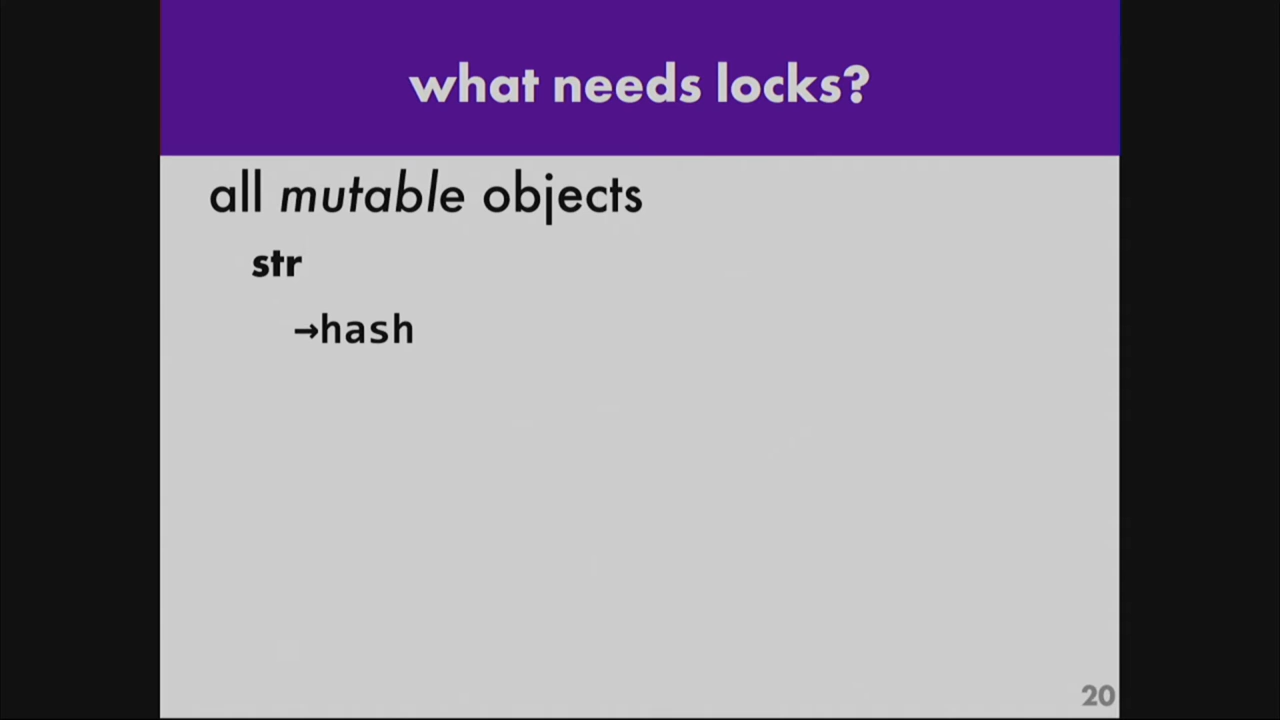 what needs locks?
all mutable objects
str
→hash
20